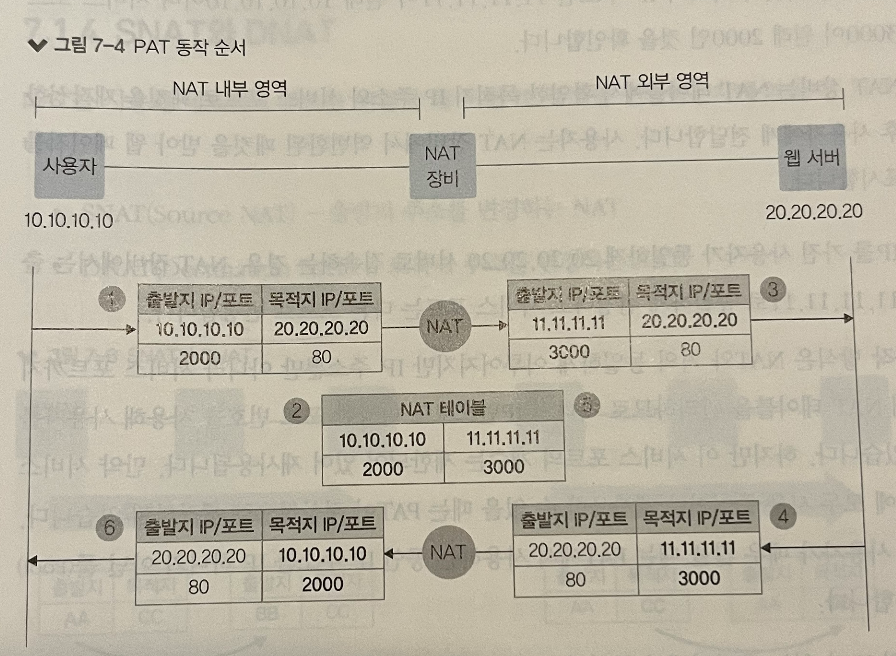 그림 7-4 PAT 동작 순서
NAT 내부 영역
NAT 외부 영역
사용자
NAT
장비
웹 서버
10.10.10.10
20.20.20.20
1
출발지 IP/포트 목적지 IP/포트
10.10.10.10 20.20.20.20
2000 80
NAT
출발지 IP/포트 목적지 IP/포트
11.11.11.11 20.20.20.20
3000 80
3
2
NAT 테이블
10.10.10.10 11.11.11.11
2000 3000
5
6
출발지 IP/포트 목적지 IP/포트
20.20.20.20 10.10.10.10
80 2000
NAT
출발지 IP/포트 목적지 IP/포트
20.20.20.20 11.11.11.11
80 3000
4